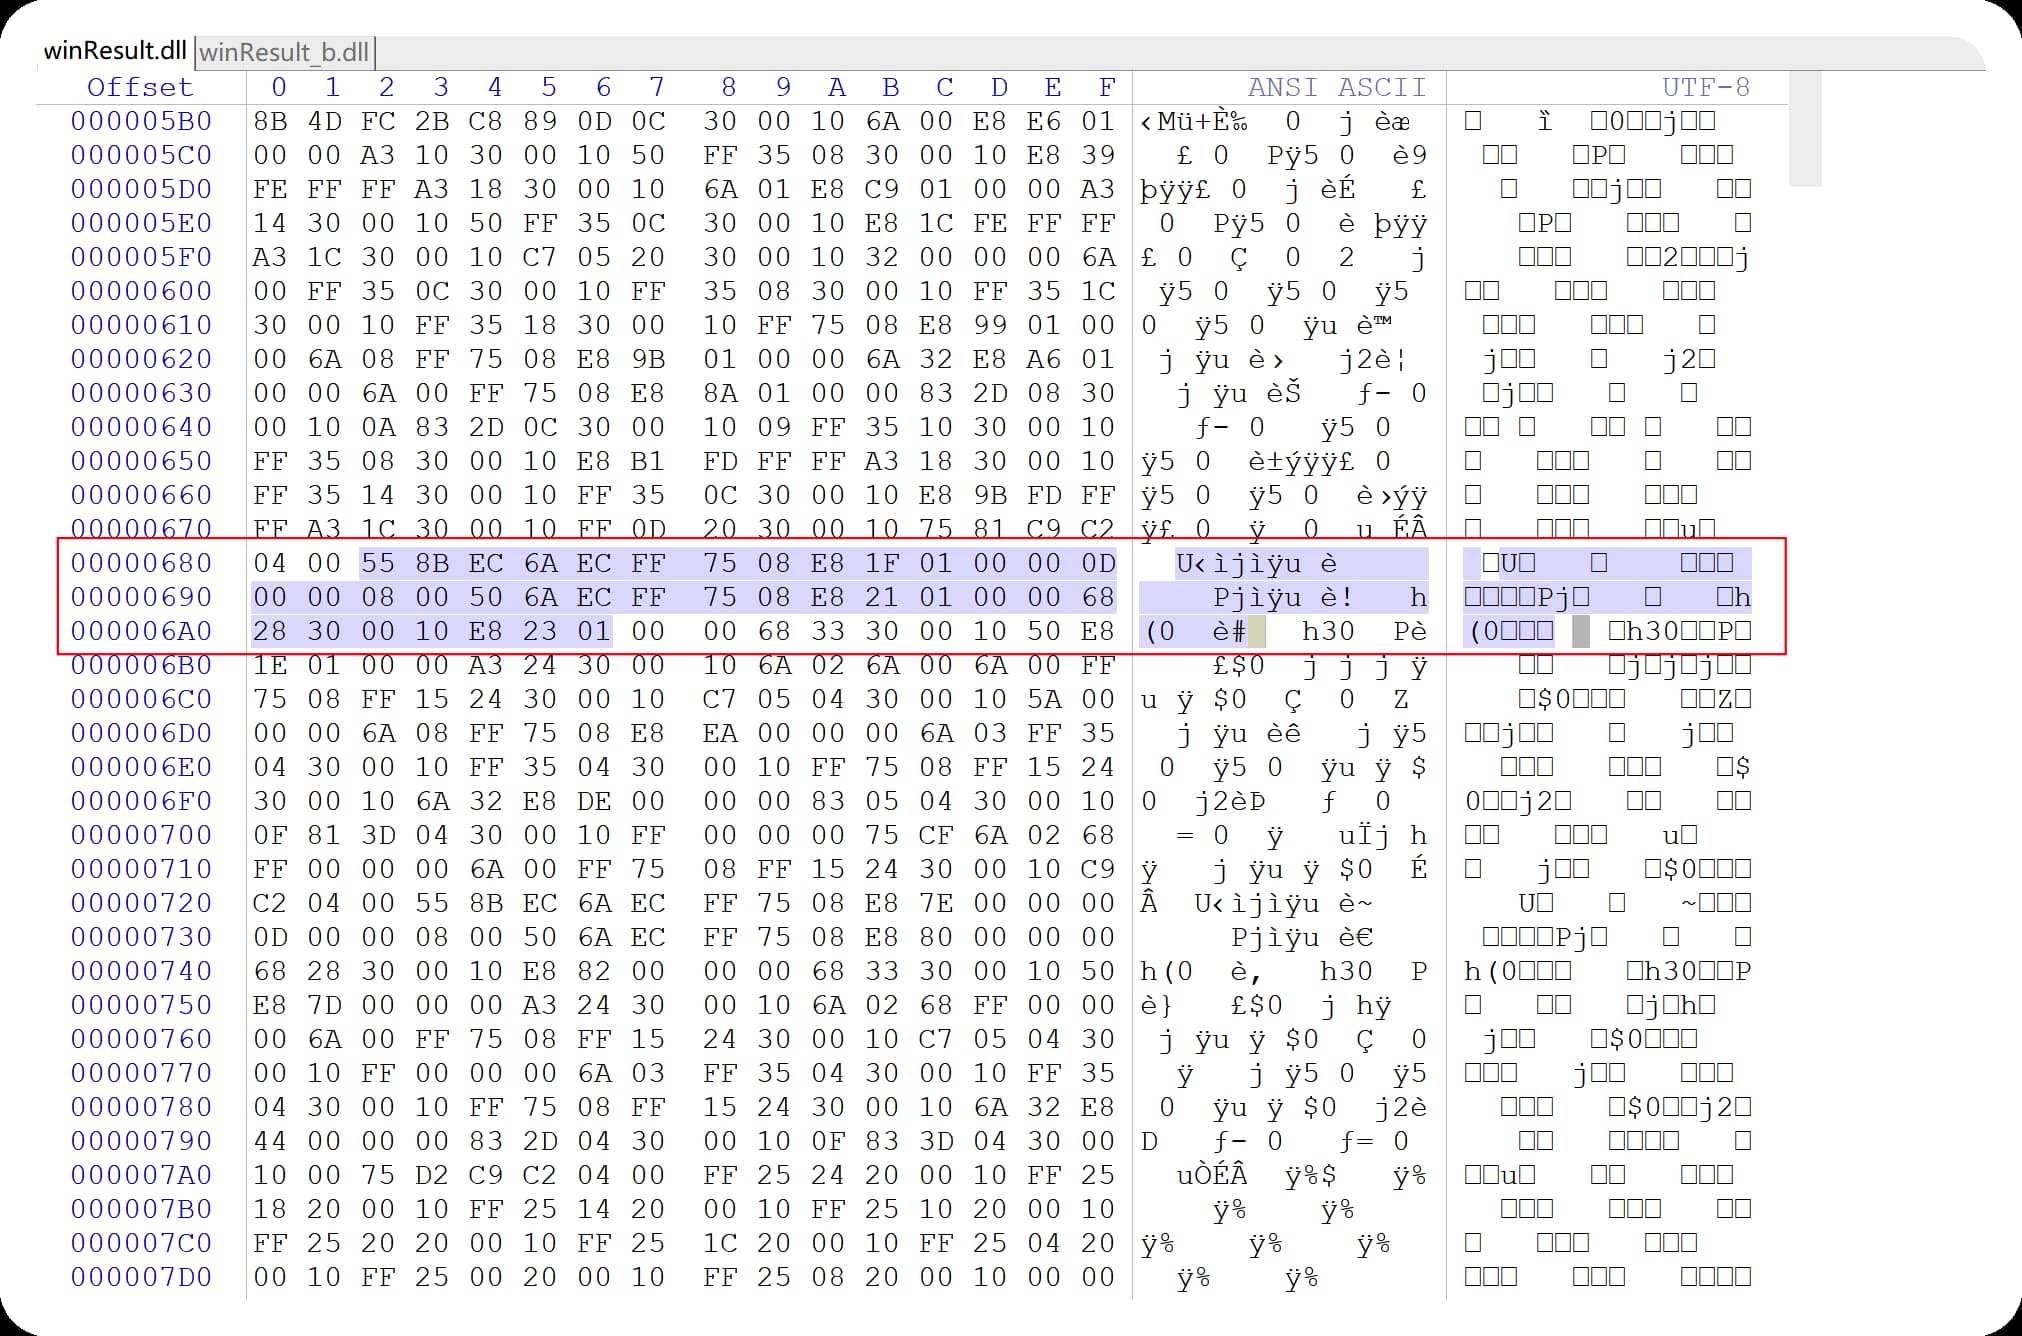 winResult.dll winResult_b.dll
Offset 0 1 2 3 4 5 6 7 8 9 A B C D E F ANSI ASCII UTF-8
000005B0 8B 4D FC 2B C8 89 0D 0C 30 00 10 6A 00 E8 E6 01 ‹Mü+È‰ 0 j èæ ȉ 0 j
000005C0 00 00 A3 10 30 00 10 50 FF 35 08 30 00 10 E8 39 £ 0 Pÿ5 0 è9 P
000005D0 FE FF FF A3 18 30 00 10 6A 01 E8 C9 01 00 00 A3 þÿÿ£ 0 j èÉ £ j
000005E0 14 30 00 10 50 FF 35 0C 30 00 10 E8 1C FE FF FF 0 Pÿ5 0 è þÿÿ P
000005F0 A3 1C 30 00 10 C7 05 20 30 00 10 32 00 00 00 6A £ 0 Ç 0 2 j 2 j
00000600 00 FF 35 0C 30 00 10 FF 35 08 30 00 10 FF 35 1C ÿ5 0 ÿ5 0 ÿ5
00000610 30 00 10 FF 35 18 30 00 10 FF 75 08 E8 99 01 00 0 ÿ5 0 ÿu è™
00000620 00 6A 08 FF 75 08 E8 9B 01 00 00 6A 32 E8 A6 01 j ÿu è› j2è¦ j j2
00000630 00 00 6A 00 FF 75 08 E8 8A 01 00 00 83 2D 08 30 j ÿu èŠ ƒ- 0 j
00000640 00 10 0A 83 2D 0C 30 00 10 09 FF 35 10 30 00 10 ƒ- 0 ÿ5 0
00000650 FF 35 08 30 00 10 E8 B1 FD FF FF A3 18 30 00 10 ÿ5 0 è±ýÿÿ£ 0
00000660 FF 35 14 30 00 10 FF 35 0C 30 00 10 E8 9B FD FF ÿ5 0 ÿ5 0 è›ýÿ
00000670 FF A3 1C 30 00 10 FF 0D 20 30 00 10 75 81 C9 C2 ÿ£ 0 ÿ 0 u ÉÂ u
00000680 04 00 55 8B EC 6A EC FF 75 08 E8 1F 01 00 00 0D U‹ìjìÿu è U
00000690 00 00 08 00 50 6A EC FF 75 08 E8 21 01 00 00 68 Pjìÿu è! h Pj h
000006A0 28 30 00 10 E8 23 01 00 00 68 33 30 00 10 50 E8 (0 è# h30 Pè (0 h30 P
000006B0 1E 01 00 00 A3 24 30 00 10 6A 02 6A 00 6A 00 FF £$0 j j j ÿ j j j
000006C0 75 08 FF 15 24 30 00 10 C7 05 04 30 00 10 5A 00 u ÿ $0 Ç 0 Z $0 Z
000006D0 00 00 6A 08 FF 75 08 E8 EA 00 00 00 6A 03 FF 35 j ÿu èê j ÿ5 j j
000006E0 04 30 00 10 FF 35 04 30 00 10 FF 75 08 FF 15 24 0 ÿ5 0 ÿu ÿ $ $
000006F0 30 00 10 6A 32 E8 DE 00 00 00 83 05 04 30 00 10 0 j2èÞ ƒ 0 0 j2
00000700 0F 81 3D 04 30 00 10 FF 00 00 00 75 CF 6A 02 68 = 0 ÿ uÏj h u
00000710 FF 00 00 00 6A 00 FF 75 08 FF 15 24 30 00 10 C9 ÿ j ÿu ÿ $0 É j $0
00000720 C2 04 00 55 8B EC 6A EC FF 75 08 E8 7E 00 00 00 Â U‹ìjìÿu è~ U ~
00000730 0D 00 00 08 00 50 6A EC FF 75 08 E8 80 00 00 00 Pjìÿu è€ Pj
00000740 68 28 30 00 10 E8 82 00 00 00 68 33 30 00 10 50 h(0 è‚ h30 P h(0 h30 P
00000750 E8 7D 00 00 00 A3 24 30 00 10 6A 02 68 FF 00 00 è} £$0 j hÿ j h
00000760 00 6A 00 FF 75 08 FF 15 24 30 00 10 C7 05 04 30 j ÿu ÿ $0 Ç 0 j $0
00000770 00 10 FF 00 00 00 6A 03 FF 35 04 30 00 10 FF 35 ÿ j ÿ5 0 ÿ5 j
00000780 04 30 00 10 FF 75 08 FF 15 24 30 00 10 6A 32 E8 0 ÿu ÿ $0 j2è $0 j2
00000790 44 00 00 00 83 2D 04 30 00 10 0F 83 3D 04 30 00 D ƒ- 0 ƒ= 0
000007A0 10 00 75 D2 C9 C2 04 00 FF 25 24 20 00 10 FF 25 uÒÉÂ ÿ%$ ÿ% u
000007B0 18 20 00 10 FF 25 14 20 00 10 FF 25 10 20 00 10 ÿ% ÿ%
000007C0 FF 25 20 20 00 10 FF 25 1C 20 00 10 FF 25 04 20 ÿ% ÿ% ÿ%
000007D0 00 10 FF 25 00 20 00 10 FF 25 08 20 00 10 00 00 ÿ% ÿ%